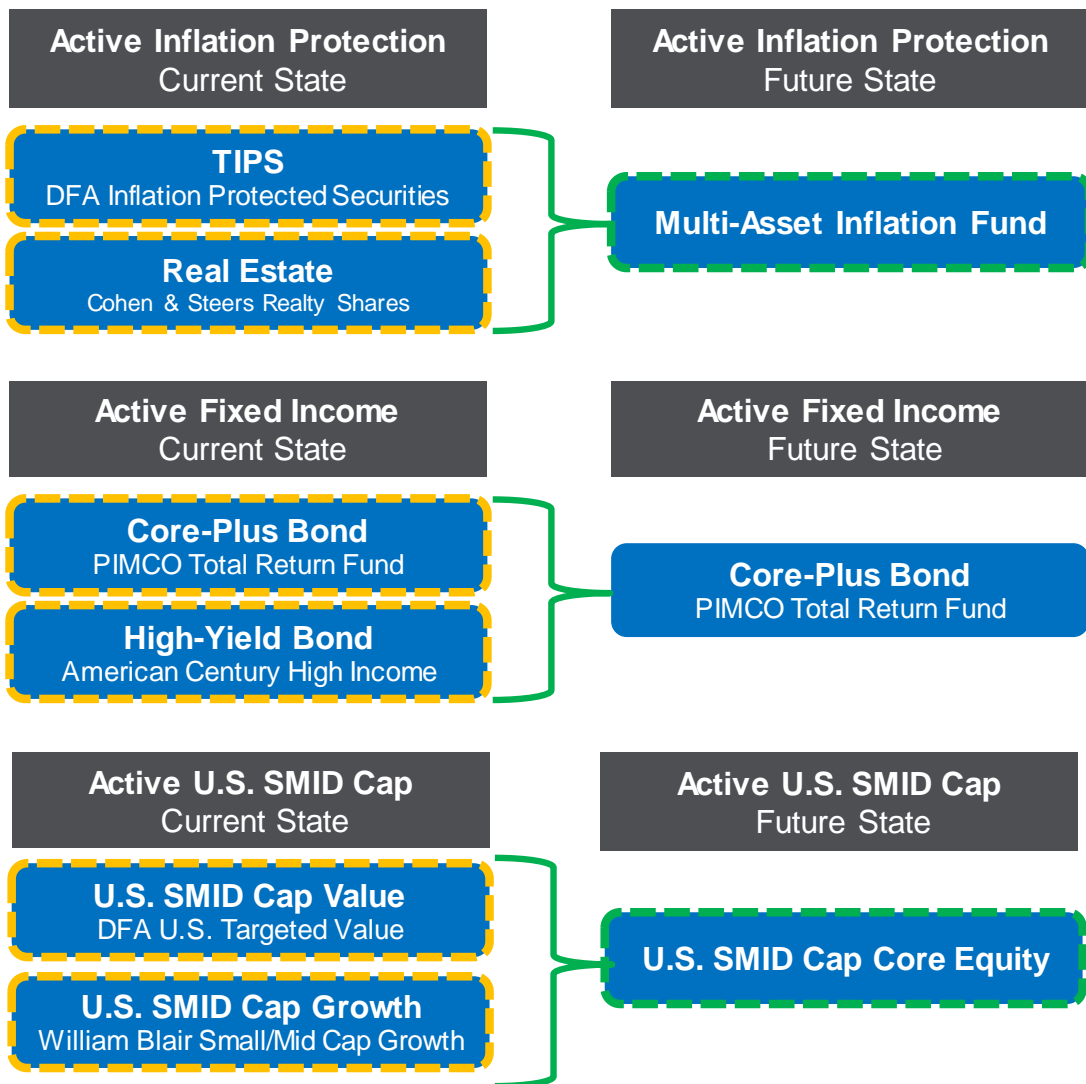 Active Inflation Protection
Current State
Active Inflation Protection
Future State
TIPS
DFA Inflation Protected Securities
Real Estate
Cohen & Steers Realty Shares
Multi-Asset Inflation Fund
Active Fixed Income
Current State
Active Fixed Income
Future State
Core-Plus Bond
PIMCO Total Return Fund
High-Yield Bond
American Century High Income
Core-Plus Bond
PIMCO Total Return Fund
Active U.S. SMID Cap
Current State
Active U.S. SMID Cap
Future State
U.S. SMID Cap Value
DFA U.S. Targeted Value
U.S. SMID Cap Growth
William Blair Small/Mid Cap Growth
U.S. SMID Cap Core Equity